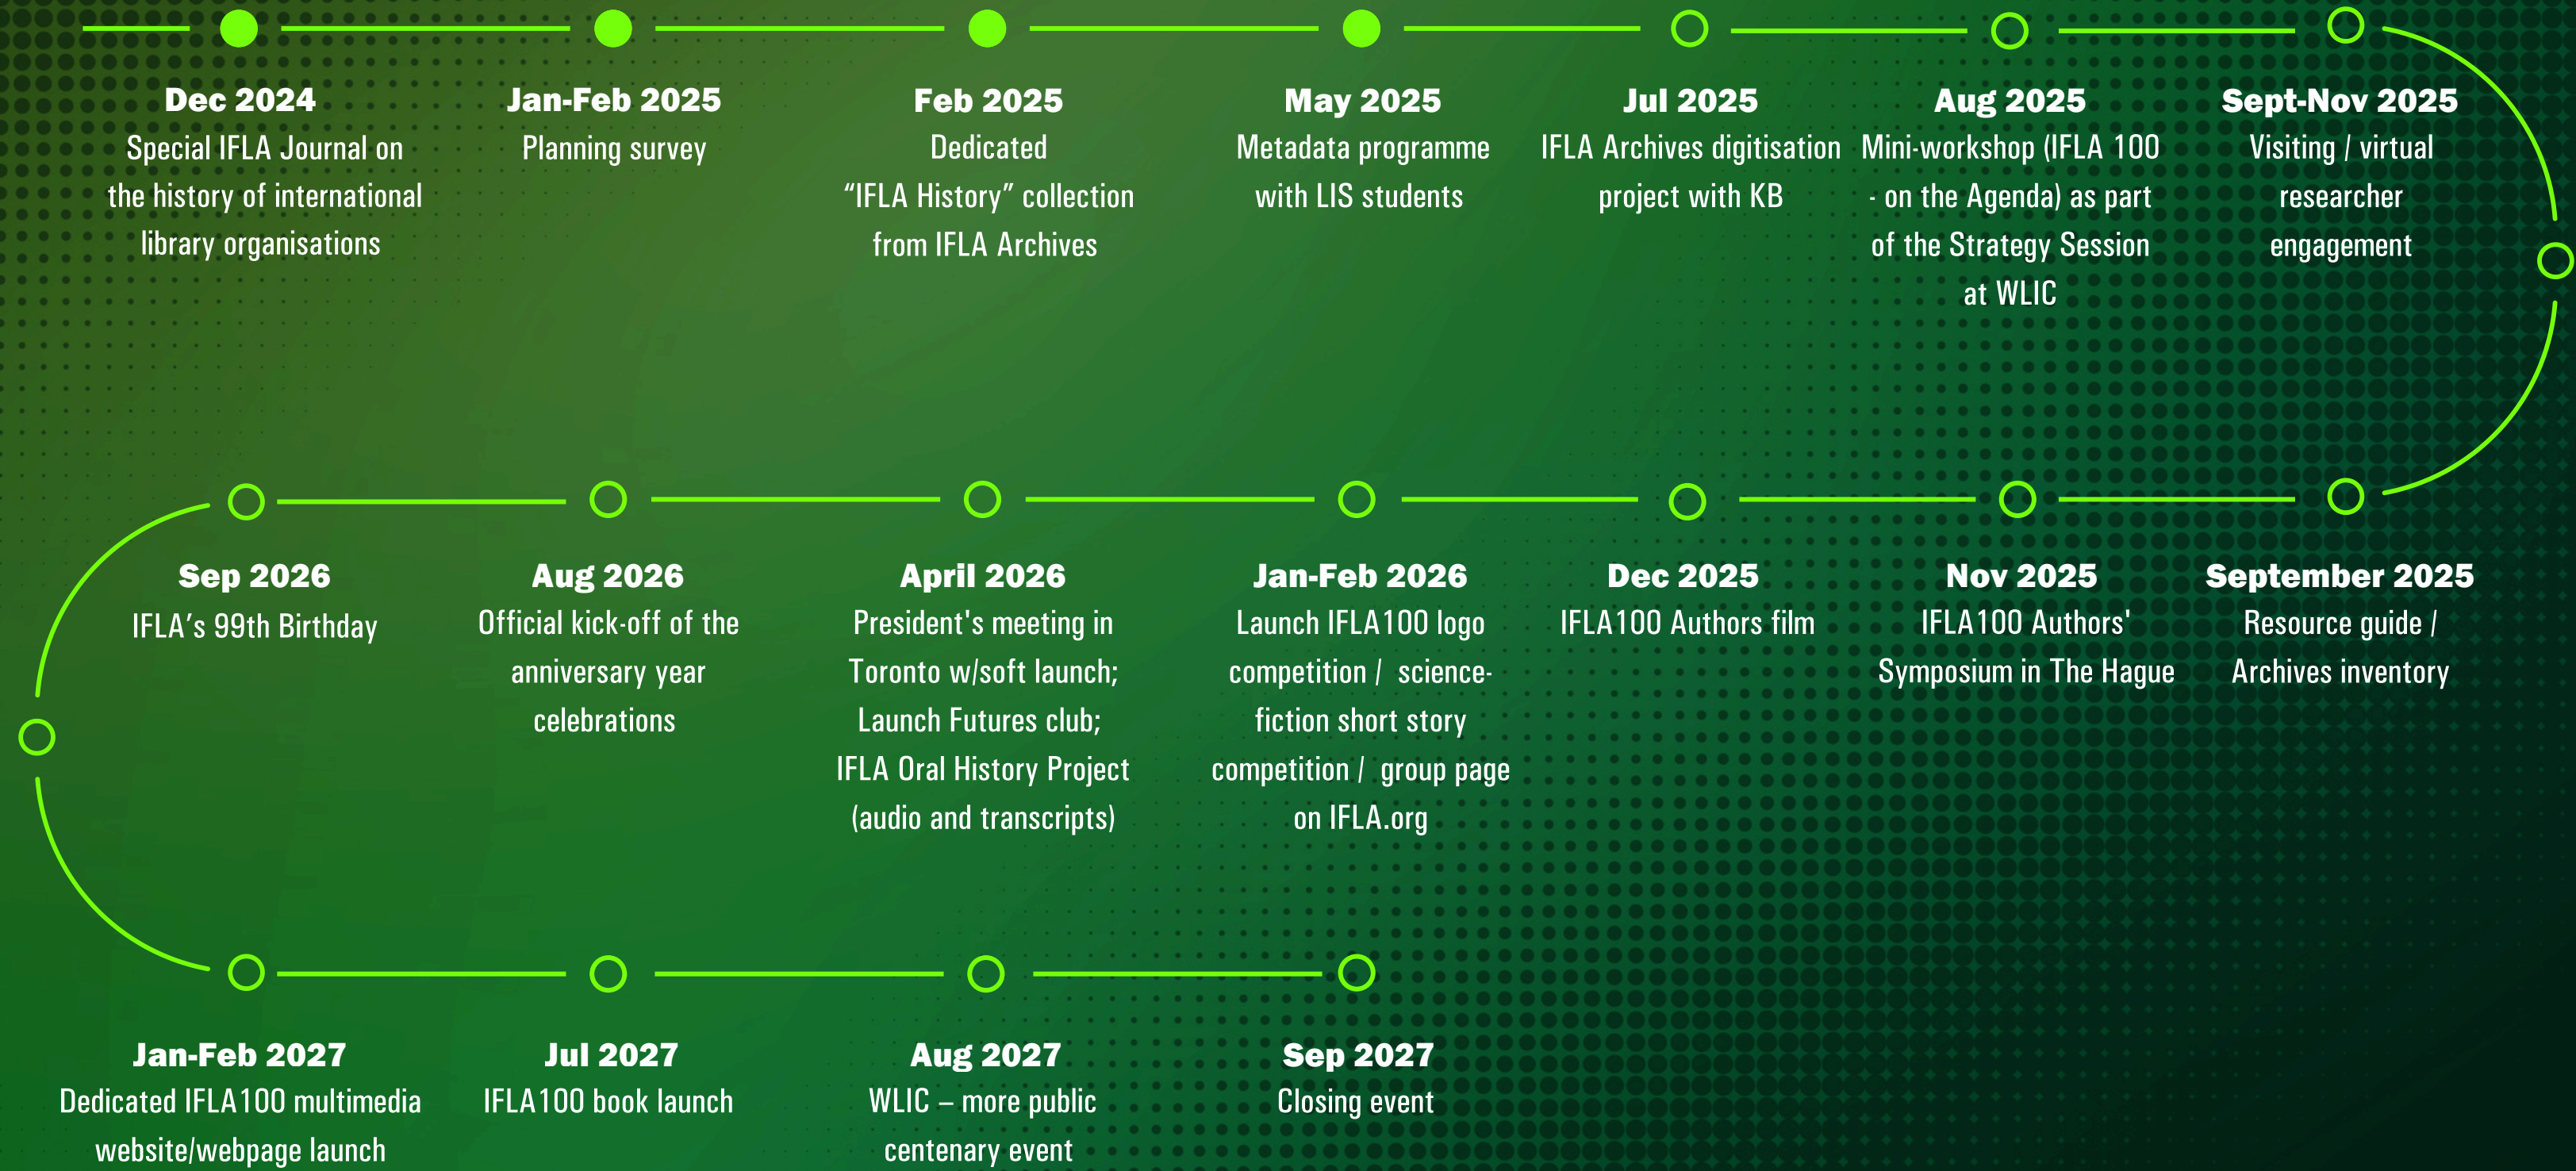 Dec 2024
Special IFLA Journal on
the history of international
library organisations
Jan-Feb 2025
Planning survey
Feb 2025
Dedicated
“IFLA History” collection
from IFLA Archives
May 2025
Metadata programme
with LIS students
Jul 2025
IFLA Archives digitisation
project with KB
Aug 2025
Mini-workshop (IFLA 100
- on the Agenda) as part
of the Strategy Session
at WLIC
Sept-Nov 2025
Visiting / virtual
researcher
engagement
September 2025
Resource guide /
Archives inventory
Nov 2025
IFLA100 Authors'
Symposium in The Hague
Dec 2025
IFLA100 Authors film
Jan-Feb 2026
Launch IFLA100 logo
competition / science-
fiction short story
competition / group page
on IFLA.org
April 2026
President's meeting in
Toronto w/soft launch;
Launch Futures club;
IFLA Oral History Project
(audio and transcripts)
Aug 2026
Official kick-off of the
anniversary year
celebrations
Sep 2026
IFLA’s 99th Birthday
Jan-Feb 2027
Dedicated IFLA100 multimedia
website/webpage launch
Jul 2027
IFLA100 book launch
Aug 2027
WLIC – more public
centenary event
Sep 2027
Closing event